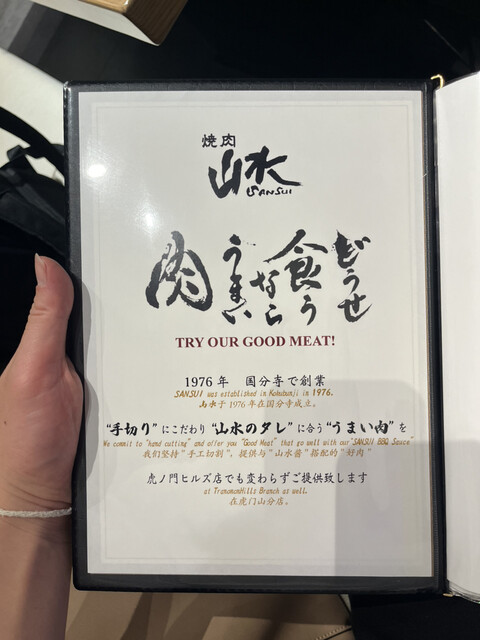 焼肉
山水
SANSUI
どうせ
食うなら
うまい
肉
TRY OUR GOOD MEAT!
1976年 国分寺で創業
SANSUI was established in Kokubunji in 1976.
山水于1976年在国分寺成立。
“手切り”にこだわり“山水のタレ”に合う“うまい肉”を
We commit to "hand cutting" and offer you "Good Meat" that go well with our "SANSUI BBQ Sauce"
我们坚持"手工切割"，提供与"山水酱"搭配的"好肉"
虎ノ門ヒルズ店でも変わらずご提供致します
at TranomonHills Branch as well.
在虎门山分店。